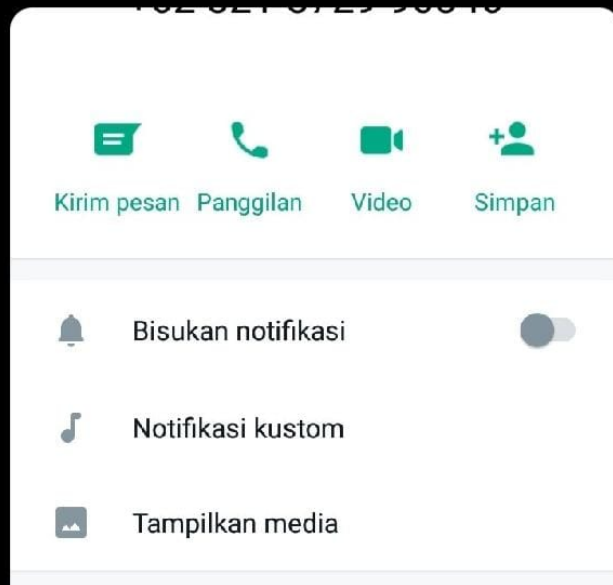 Kirim pesan Panggilan Video Simpan
Bisukan notifikasi
Notifikasi kustom
Tampilkan media